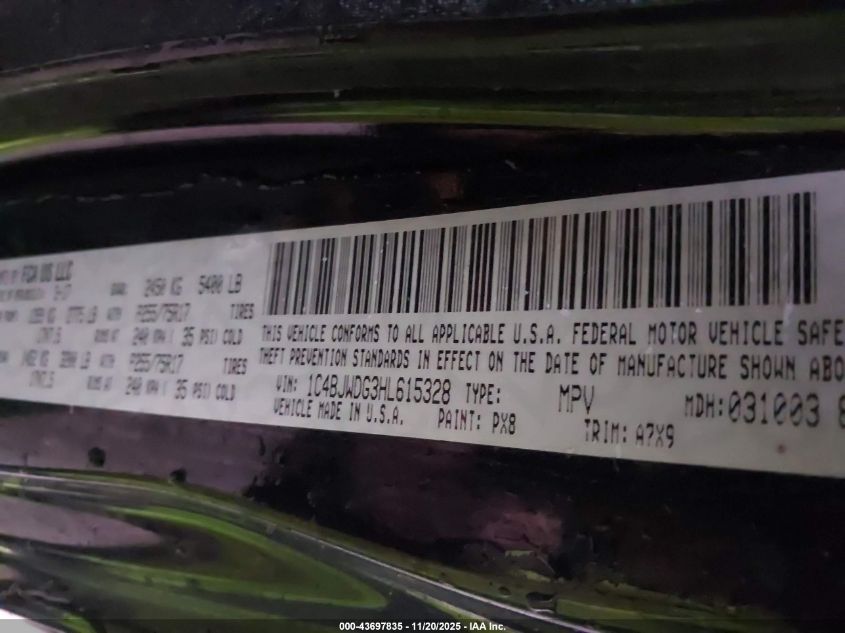 FCA US LLC
2450 KG 5400 LB
P255/75R17 TIRES
240 KPA ( 35 PSI) COLD
P255/75R17 TIRES
240 KPA ( 35 PSI) COLD
THIS VEHICLE CONFORMS TO ALL APPLICABLE U.S.A. FEDERAL MOTOR VEHICLE SAFE
THEFT PREVENTION STANDARDS IN EFFECT ON THE DATE OF MANUFACTURE SHOWN ABO
VIN: 1C4BJWDG3HL615328 TYPE: MPV MDH: 031003
VEHICLE MADE IN U.S.A. PAINT: PX8 TRIM: A7X9
000-43697835 - 11/20/2025 - IAA Inc.